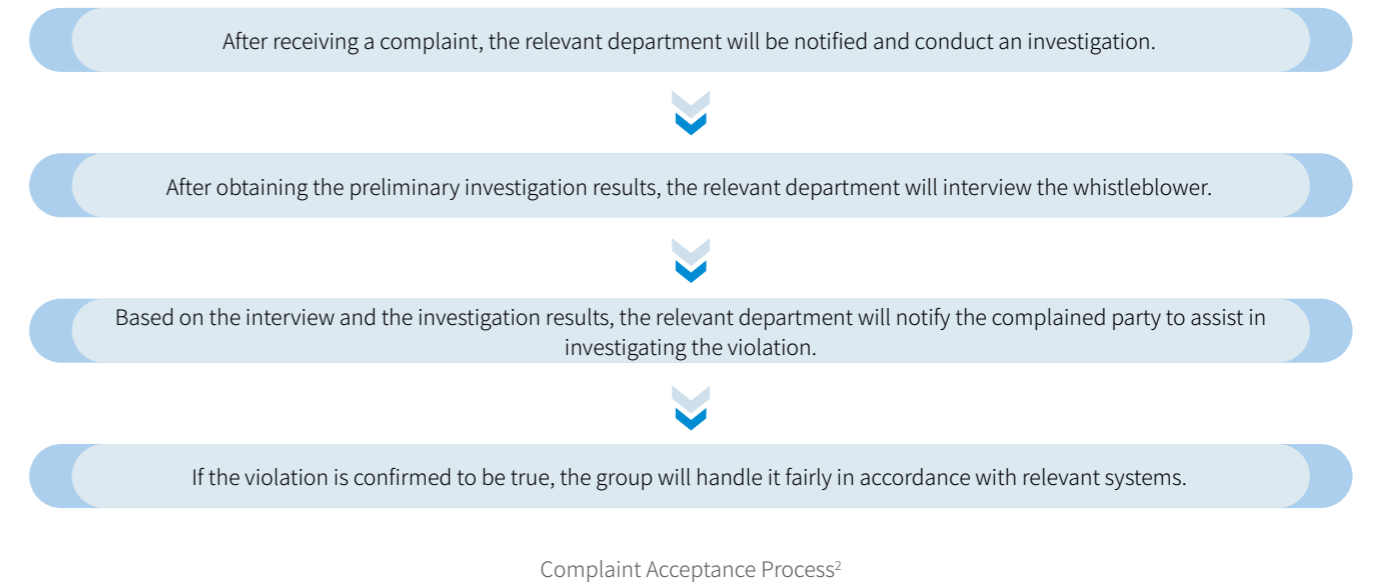 After receiving a complaint, the relevant department will be notified and conduct an investigation.
After obtaining the preliminary investigation results, the relevant department will interview the whistleblower.
Based on the interview and the investigation results, the relevant department will notify the complained party to assist in
investigating the violation.
If the violation is confirmed to be true, the group will handle it fairly in accordance with relevant systems.
Complaint Acceptance Process²